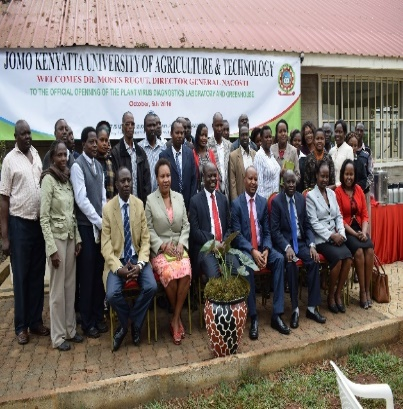 JOMO KENYATTA UNIVERSITY OF AGRICULTURE & TECHNOLOGY
WELCOMES DR. MOSES RUGUT, DIRECTOR GENERAL, NACOSTI
TO THE OFFICIAL OPENNING OF THE PLANT VIRUS DIAGNOSTICS LABORATORY AND GREENHOUSE
October, 5th 2016